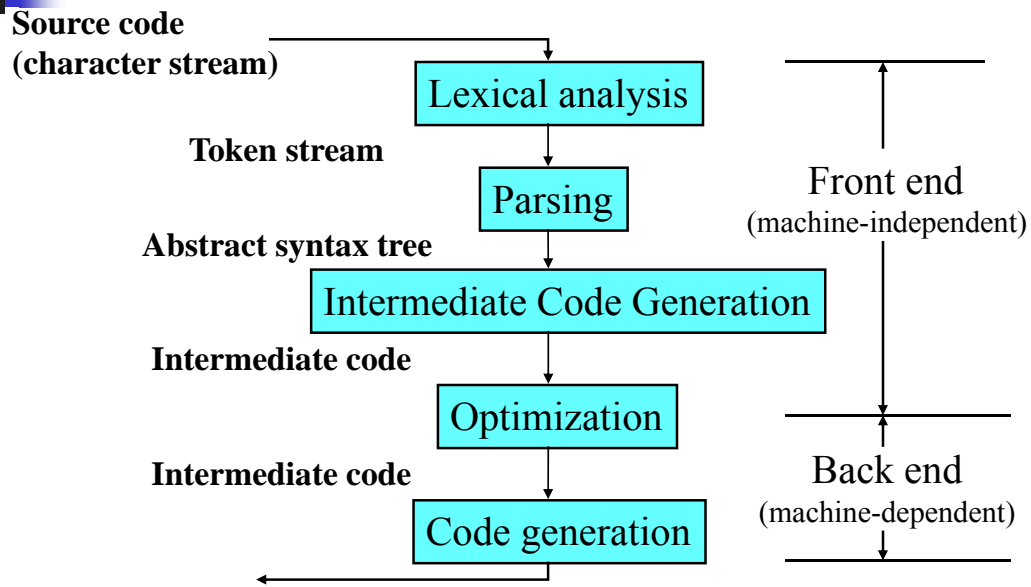 Source code
(character stream)
Lexical analysis
Token stream
Parsing
Abstract syntax tree
Intermediate Code Generation
Intermediate code
Optimization
Intermediate code
Code generation
Front end
(machine-independent)
Back end
(machine-dependent)